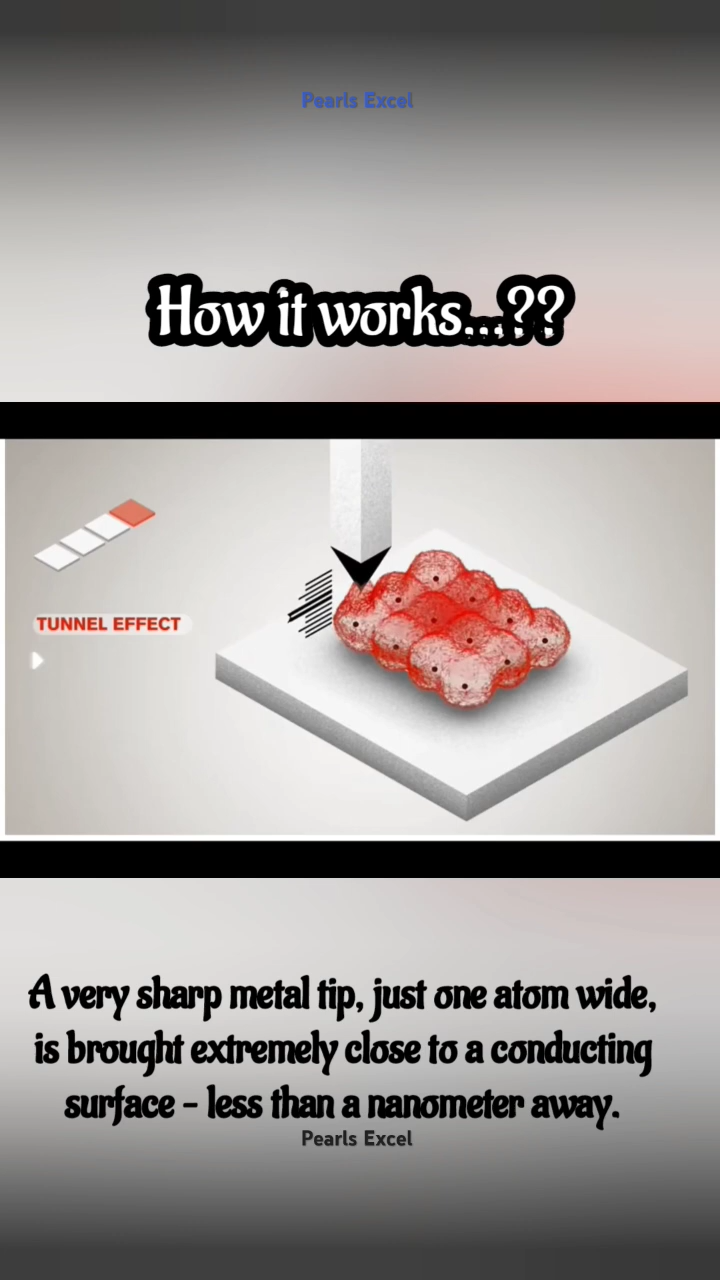 Pearls Excel
How it works...??
TUNNEL EFFECT
A very sharp metal tip, just one atom wide,
is brought extremely close to a conducting
surface - less than a nanometer away.
Pearls Excel